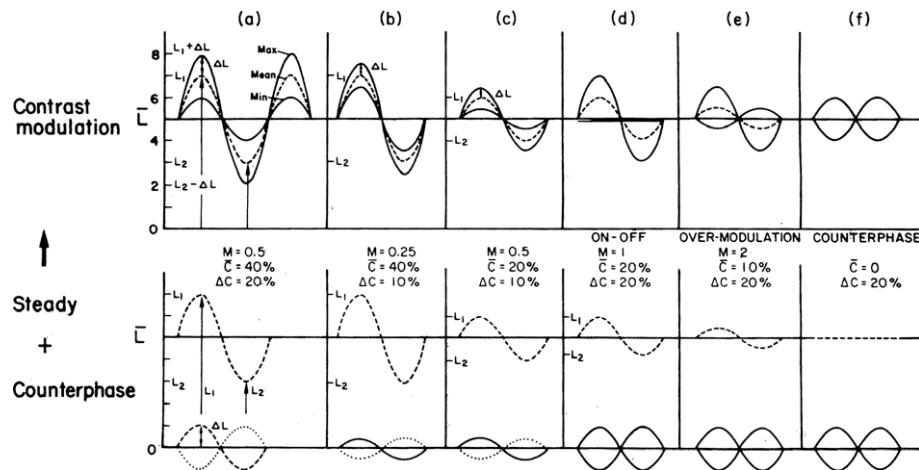 (a) (b) (c) (d) (e) (f)
Contrast
modulation
Steady
+
Counterphase
8
6
L̄
4
2
0
L₁ + ΔL
L₁
ΔL
L₂
L₂ − ΔL
Max
Mean
Min
L₁
ΔL
L₂
L₁
ΔL
L₂
M = 0.5
C̄ = 40%
ΔC = 20%
M = 0.25
C̄ = 40%
ΔC = 10%
M = 0.5
C̄ = 20%
ΔC = 10%
ON-OFF
M = 1
C̄ = 20%
ΔC = 20%
OVER-MODULATION
M = 2
C̄ = 10%
ΔC = 20%
COUNTERPHASE
C̄ = 0
ΔC = 20%
L₁
L̄
L₂
L₁
L₂
ΔL
0
L₁
L₂
L₁
L₂
L₁
L₂